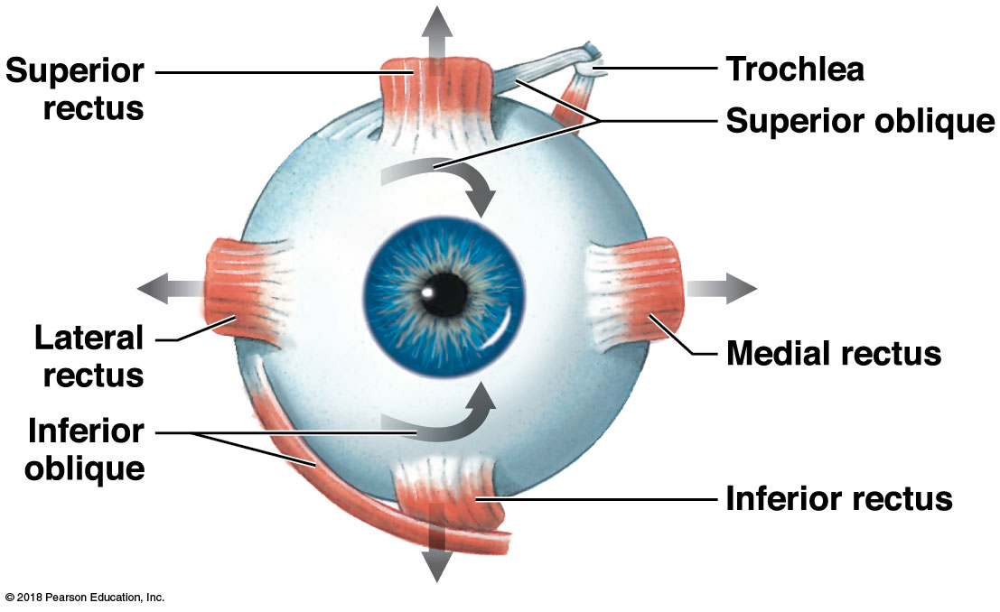 Superior
rectus
Trochlea
Superior oblique
Lateral
rectus
Medial rectus
Inferior
oblique
Inferior rectus
© 2018 Pearson Education, Inc.